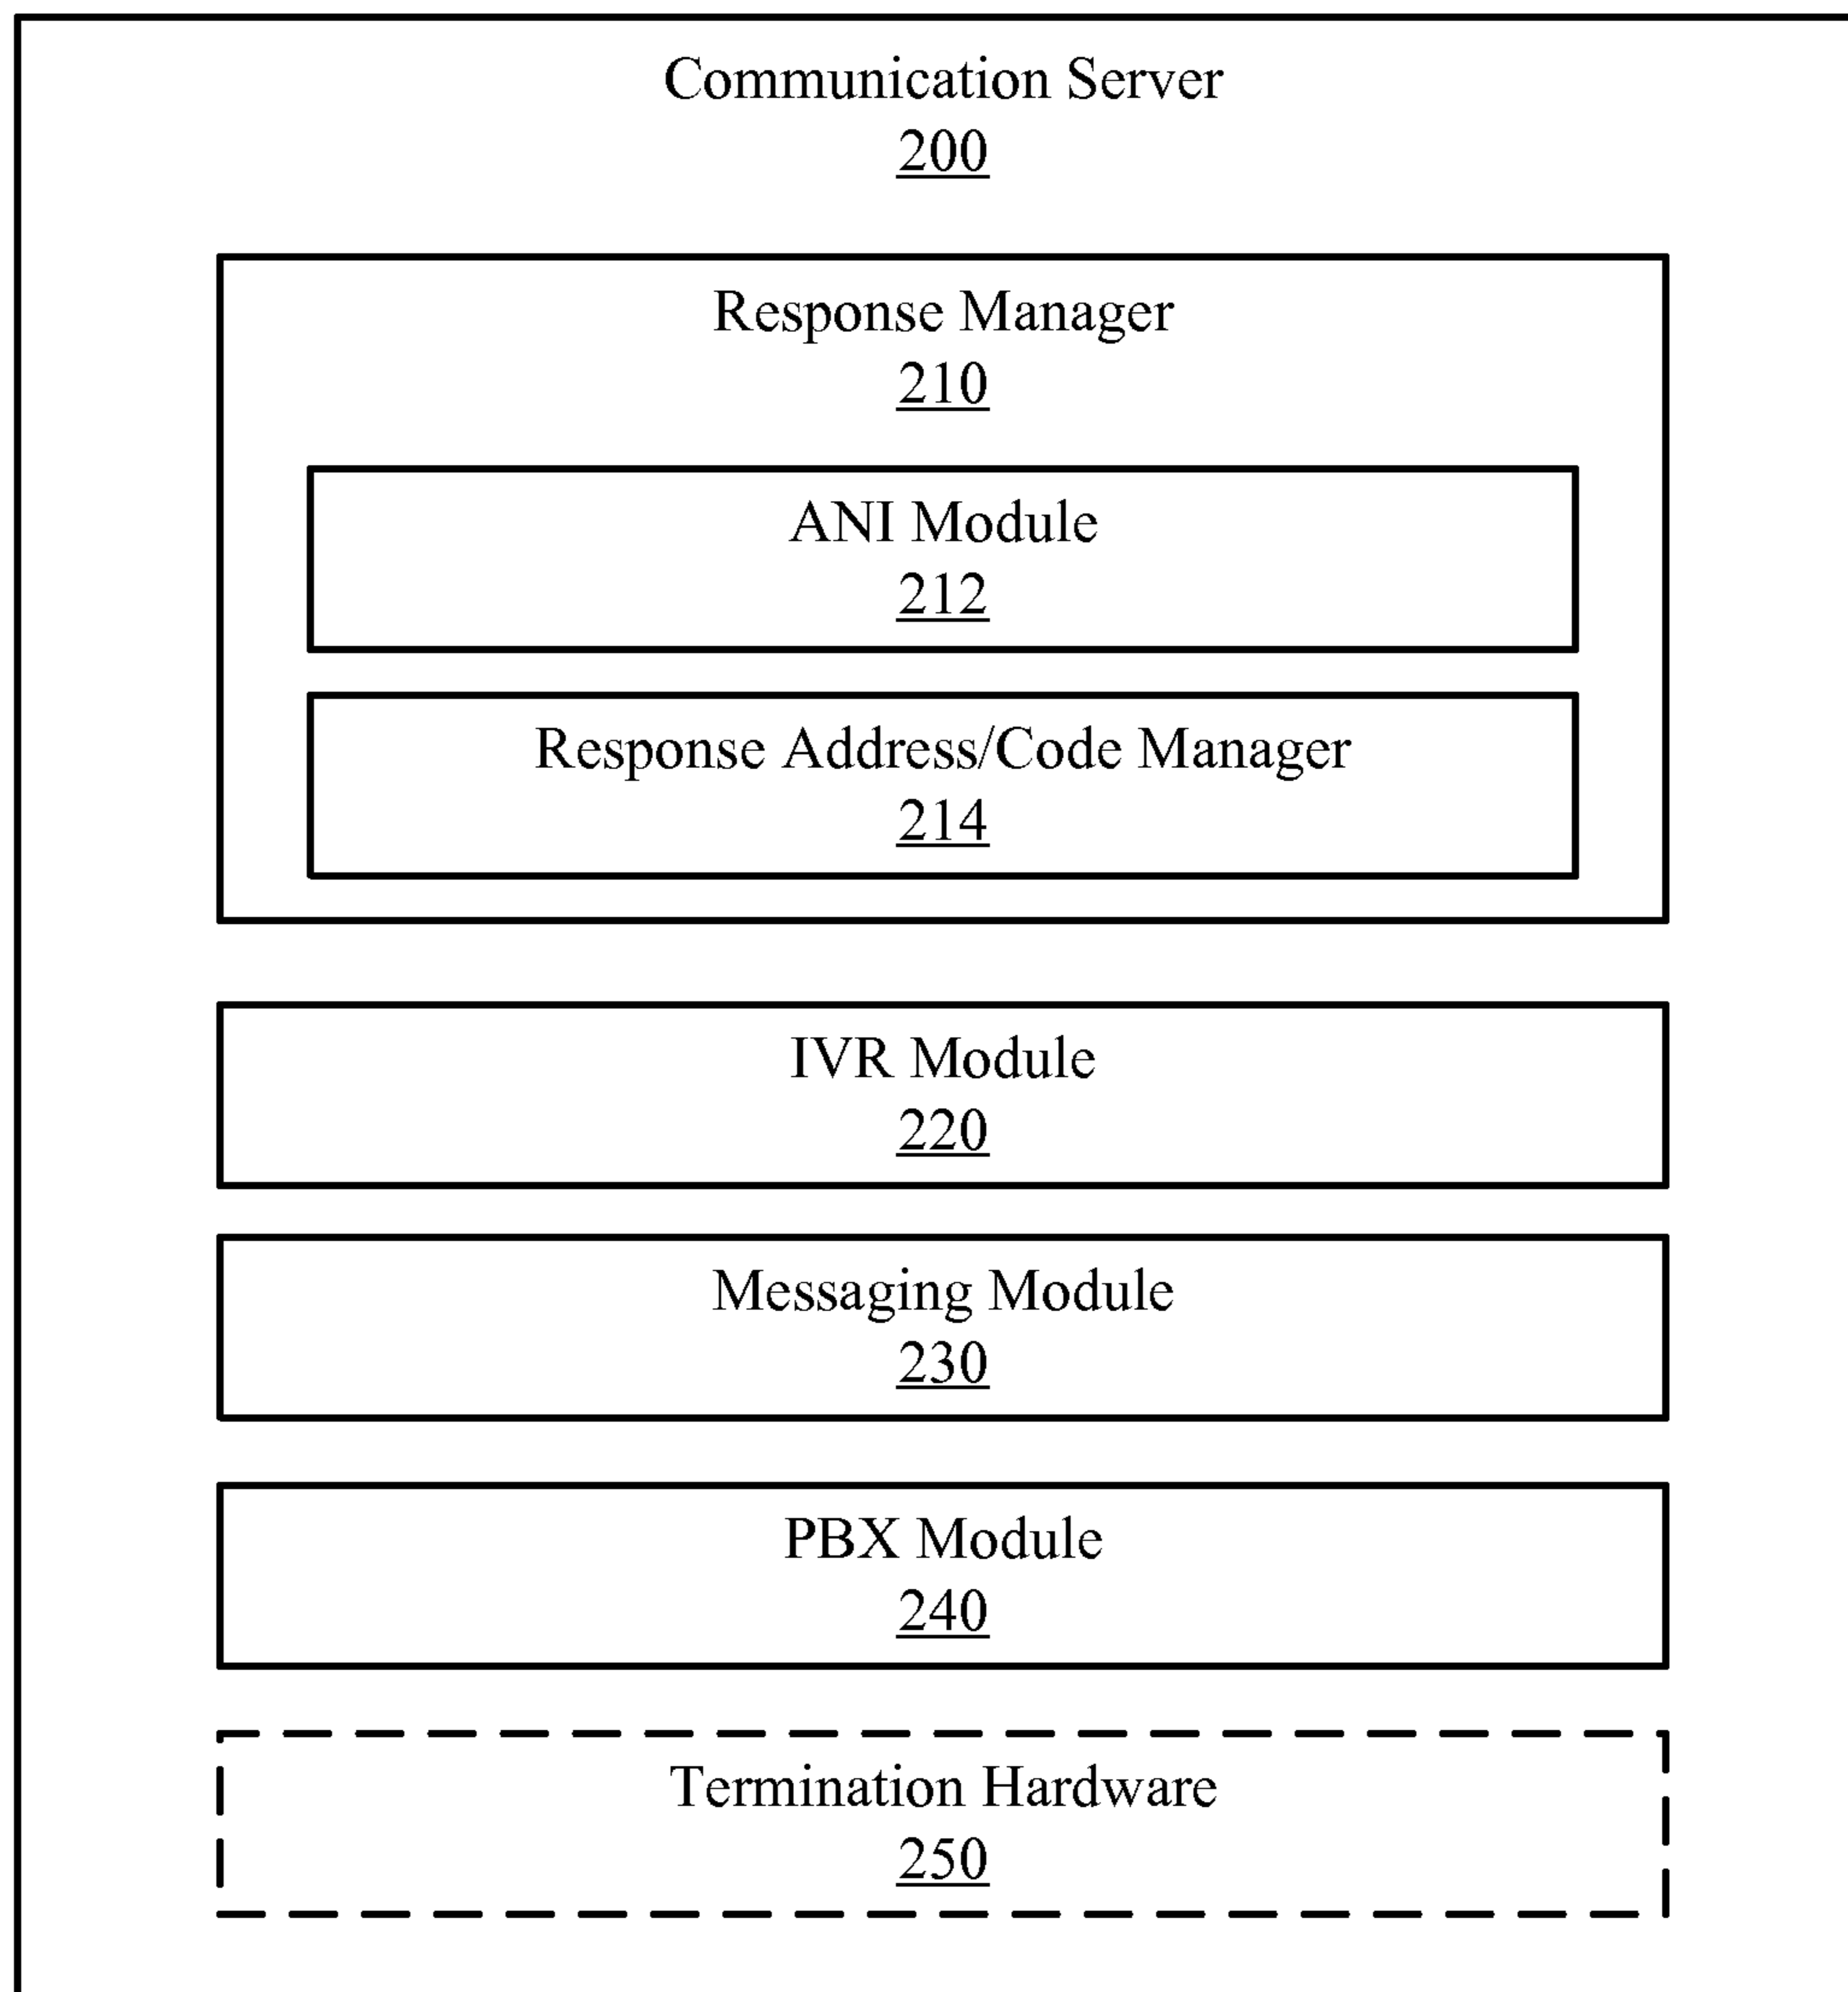 Communication Server
200
Response Manager
210
ANI Module
212
Response Address/Code Manager
214
IVR Module
220
Messaging Module
230
PBX Module
240
Termination Hardware
250